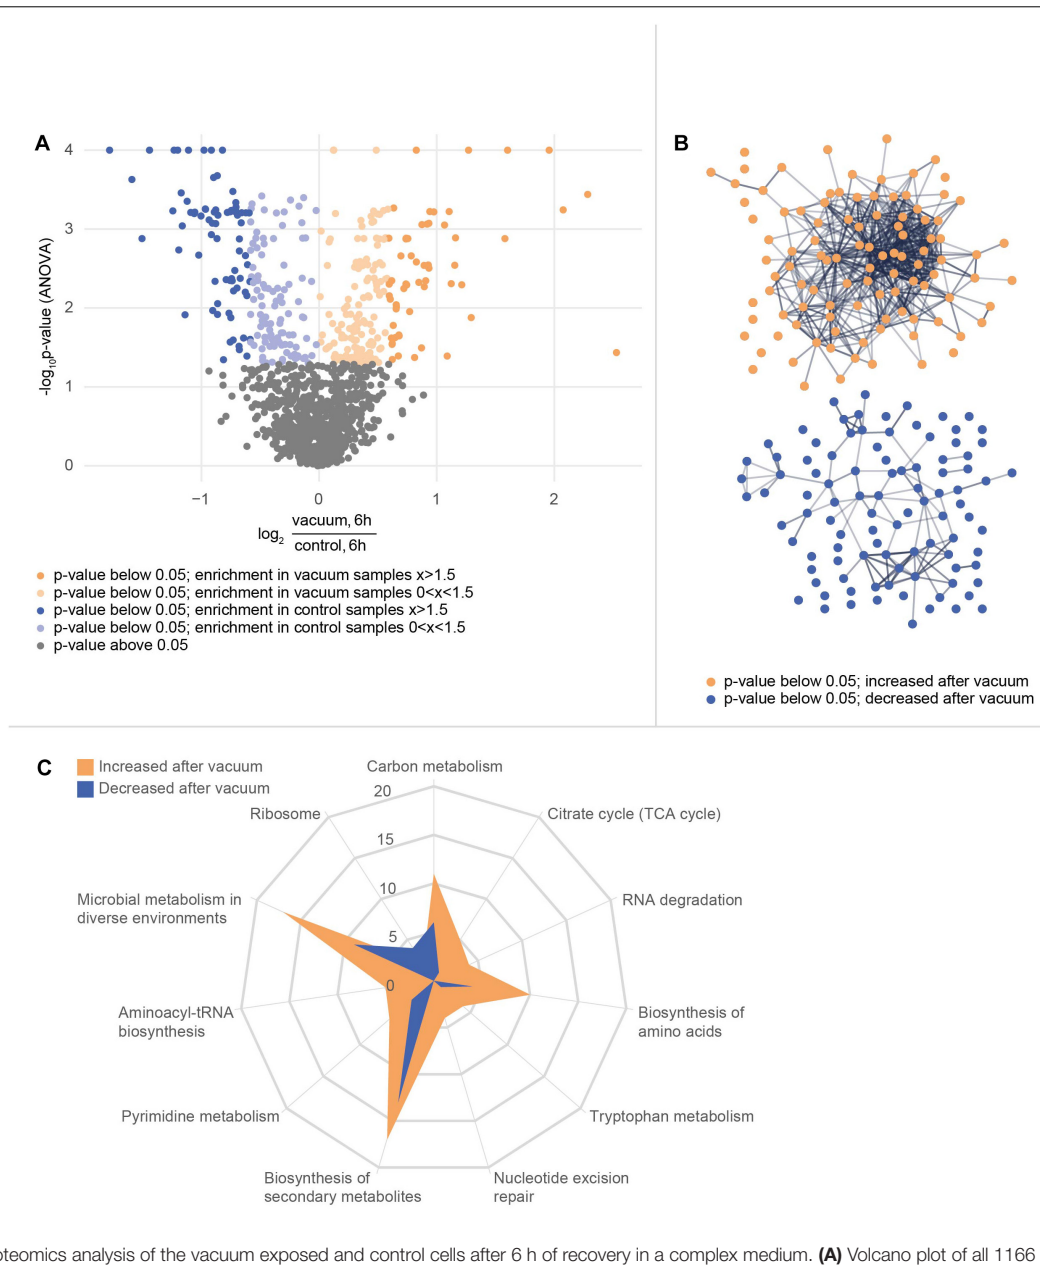 A
4
3
2
1
0
-log10p-value (ANOVA)
−1
0
1
2
log2 vacuum, 6h
control, 6h
p-value below 0.05; enrichment in vacuum samples x>1.5
p-value below 0.05; enrichment in vacuum samples 0<x<1.5
p-value below 0.05; enrichment in control samples x>1.5
p-value below 0.05; enrichment in control samples 0<x<1.5
p-value above 0.05
B
p-value below 0.05; increased after vacuum
p-value below 0.05; decreased after vacuum
C
Increased after vacuum
Decreased after vacuum
Carbon metabolism
20
15
10
5
0
Citrate cycle (TCA cycle)
RNA degradation
Biosynthesis of
amino acids
Tryptophan metabolism
Nucleotide excision
repair
Biosynthesis of
secondary metabolites
Pyrimidine metabolism
Aminoacyl-tRNA
biosynthesis
Microbial metabolism in
diverse environments
Ribosome
oteomics analysis of the vacuum exposed and control cells after 6 h of recovery in a complex medium. (A) Volcano plot of all 1166